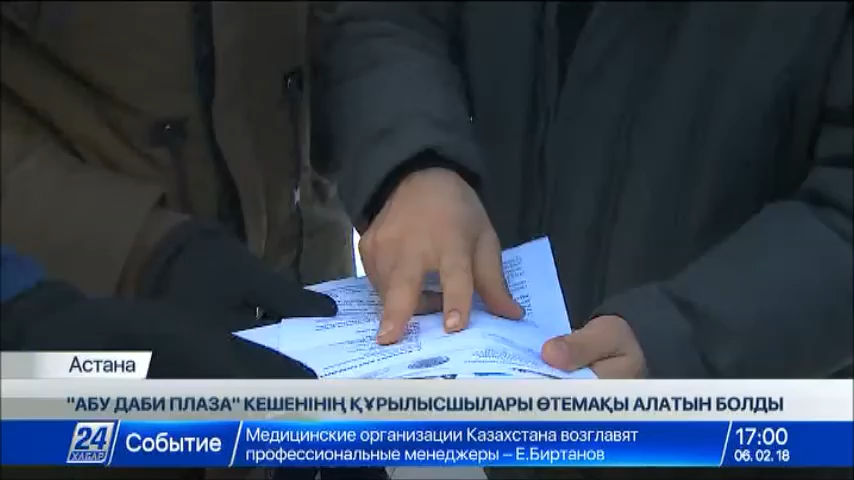 Астана
"АБУ ДАБИ ПЛАЗА" КЕШЕНІНІҢ ҚҰРЫЛЫСШЫЛАРЫ ӨТЕМАҚЫ АЛАТЫН БОЛДЫ
24
ХАБАР
Событие
Медицинские организации Казахстана возглавят
профессиональные менеджеры – Е.Биртанов
17:00
06.02.18